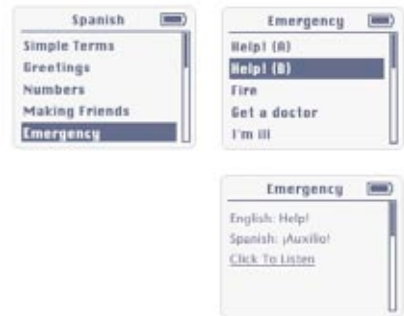 Spanish
Simple Terms
Greetings
Numbers
Making Friends
Emergency
Emergency
Help! (A)
Help! (B)
Fire
Get a doctor
I'm ill
Emergency
English: Help!
Spanish: ¡Auxilio!
Click To Listen